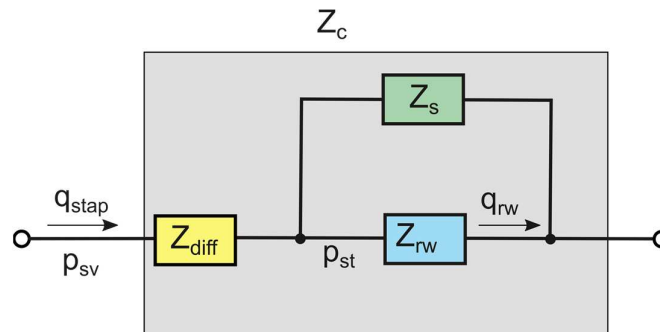 Z_c
Z_s
q_stap
q_rw
Z_diff
Z_rw
p_sv
p_st